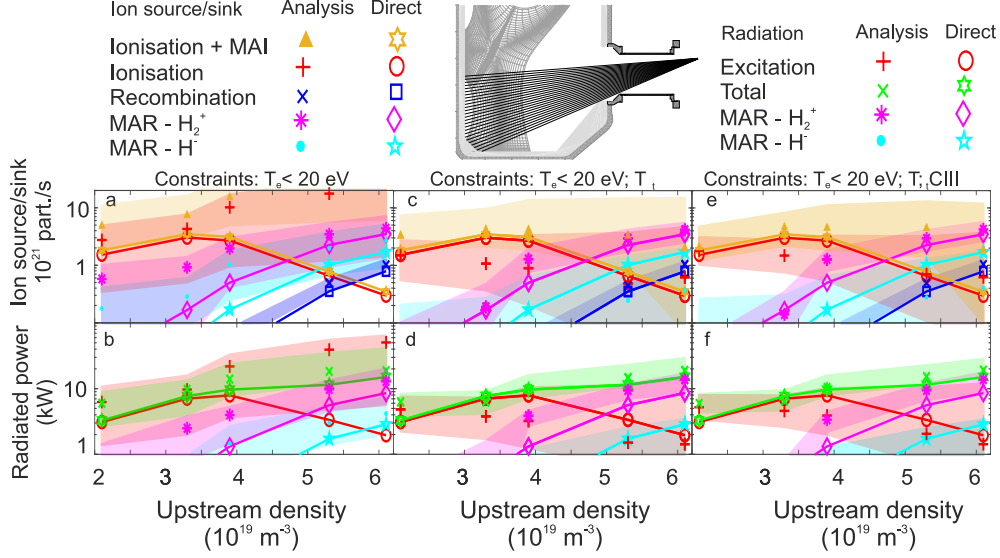 Ion source/sink Analysis Direct
Ionisation + MAI
Ionisation
Recombination
MAR - H₂⁺
MAR - H⁻
Radiation Analysis Direct
Excitation
Total
MAR - H₂⁺
MAR - H⁻
Constraints: Tₑ< 20 eV
Constraints: Tₑ< 20 eV; Tₜ
Constraints: Tₑ< 20 eV; T; ₜCIII
Ion source/sink
10²¹ part./s
10
1
a
c
e
Radiated power
(kW)
10
1
b
d
f
2 3 4 5 6
3 4 5 6
3 4 5 6
Upstream density
(10¹⁹ m⁻³)
Upstream density
(10¹⁹ m⁻³)
Upstream density
(10¹⁹ m⁻³)